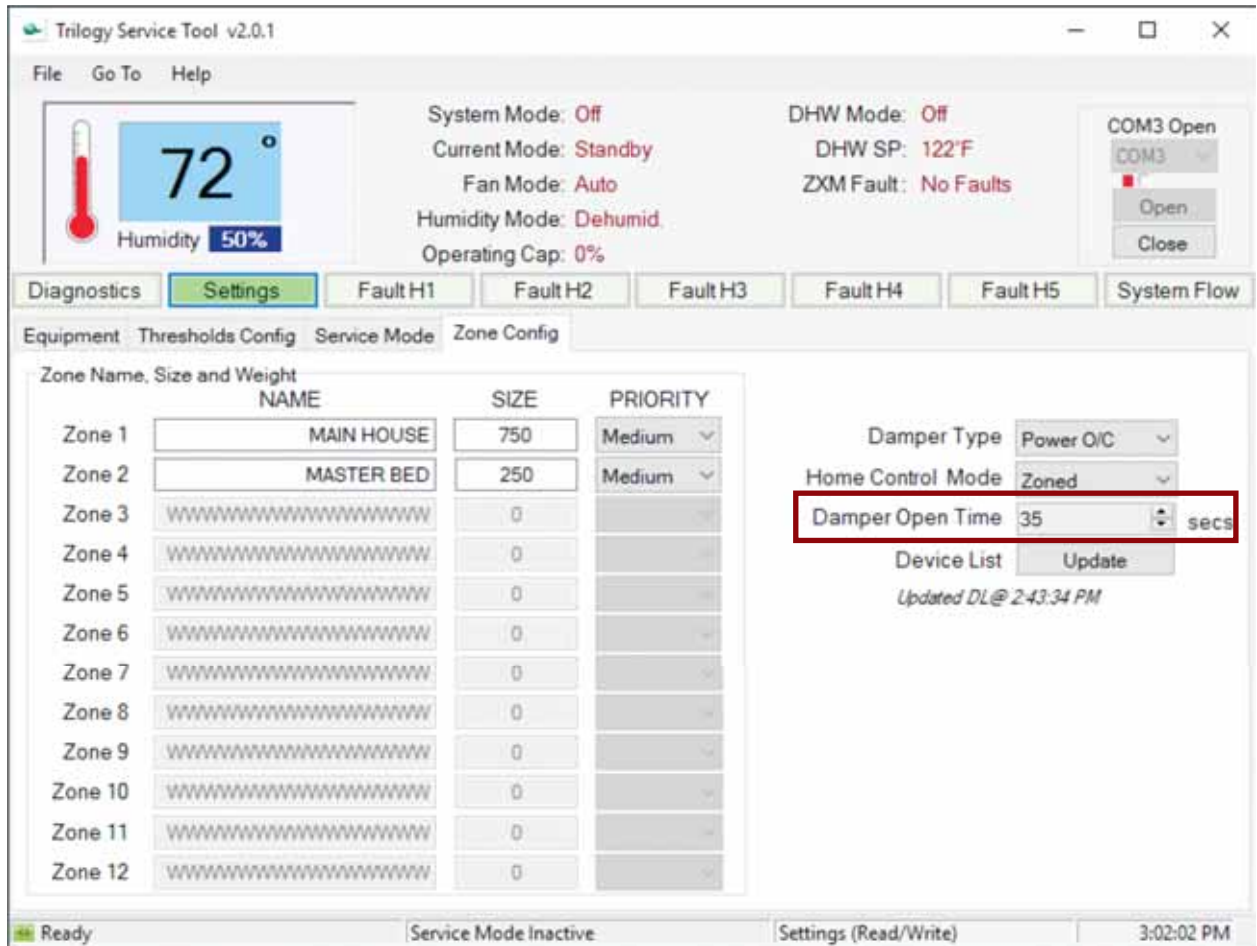 Trilogy Service Tool v2.0.1
File Go To Help
72 °
Humidity 50%
System Mode: Off
Current Mode: Standby
Fan Mode: Auto
Humidity Mode: Dehumid.
Operating Cap: 0%
DHW Mode: Off
DHW SP: 122°F
ZXM Fault: No Faults
COM3 Open
COM3
Open
Close
Diagnostics Settings Fault H1 Fault H2 Fault H3 Fault H4 Fault H5 System Flow
Equipment Thresholds Config Service Mode Zone Config
Zone Name, Size and Weight
NAME SIZE PRIORITY
Zone 1 MAIN HOUSE 750 Medium
Zone 2 MASTER BED 250 Medium
Zone 3 WWWWWWWWWWWWWWWW 0
Zone 4 WWWWWWWWWWWWWWWW 0
Zone 5 WWWWWWWWWWWWWWWW 0
Zone 6 WWWWWWWWWWWWWWWW 0
Zone 7 WWWWWWWWWWWWWWWW 0
Zone 8 WWWWWWWWWWWWWWWW 0
Zone 9 WWWWWWWWWWWWWWWW 0
Zone 10 WWWWWWWWWWWWWWWW 0
Zone 11 WWWWWWWWWWWWWWWW 0
Zone 12 WWWWWWWWWWWWWWWW 0
Damper Type Power O/C
Home Control Mode Zoned
Damper Open Time 35 secs
Device List Update
Updated DL@ 2:43:34 PM
Ready Service Mode Inactive Settings (Read/Write) 3:02:02 PM